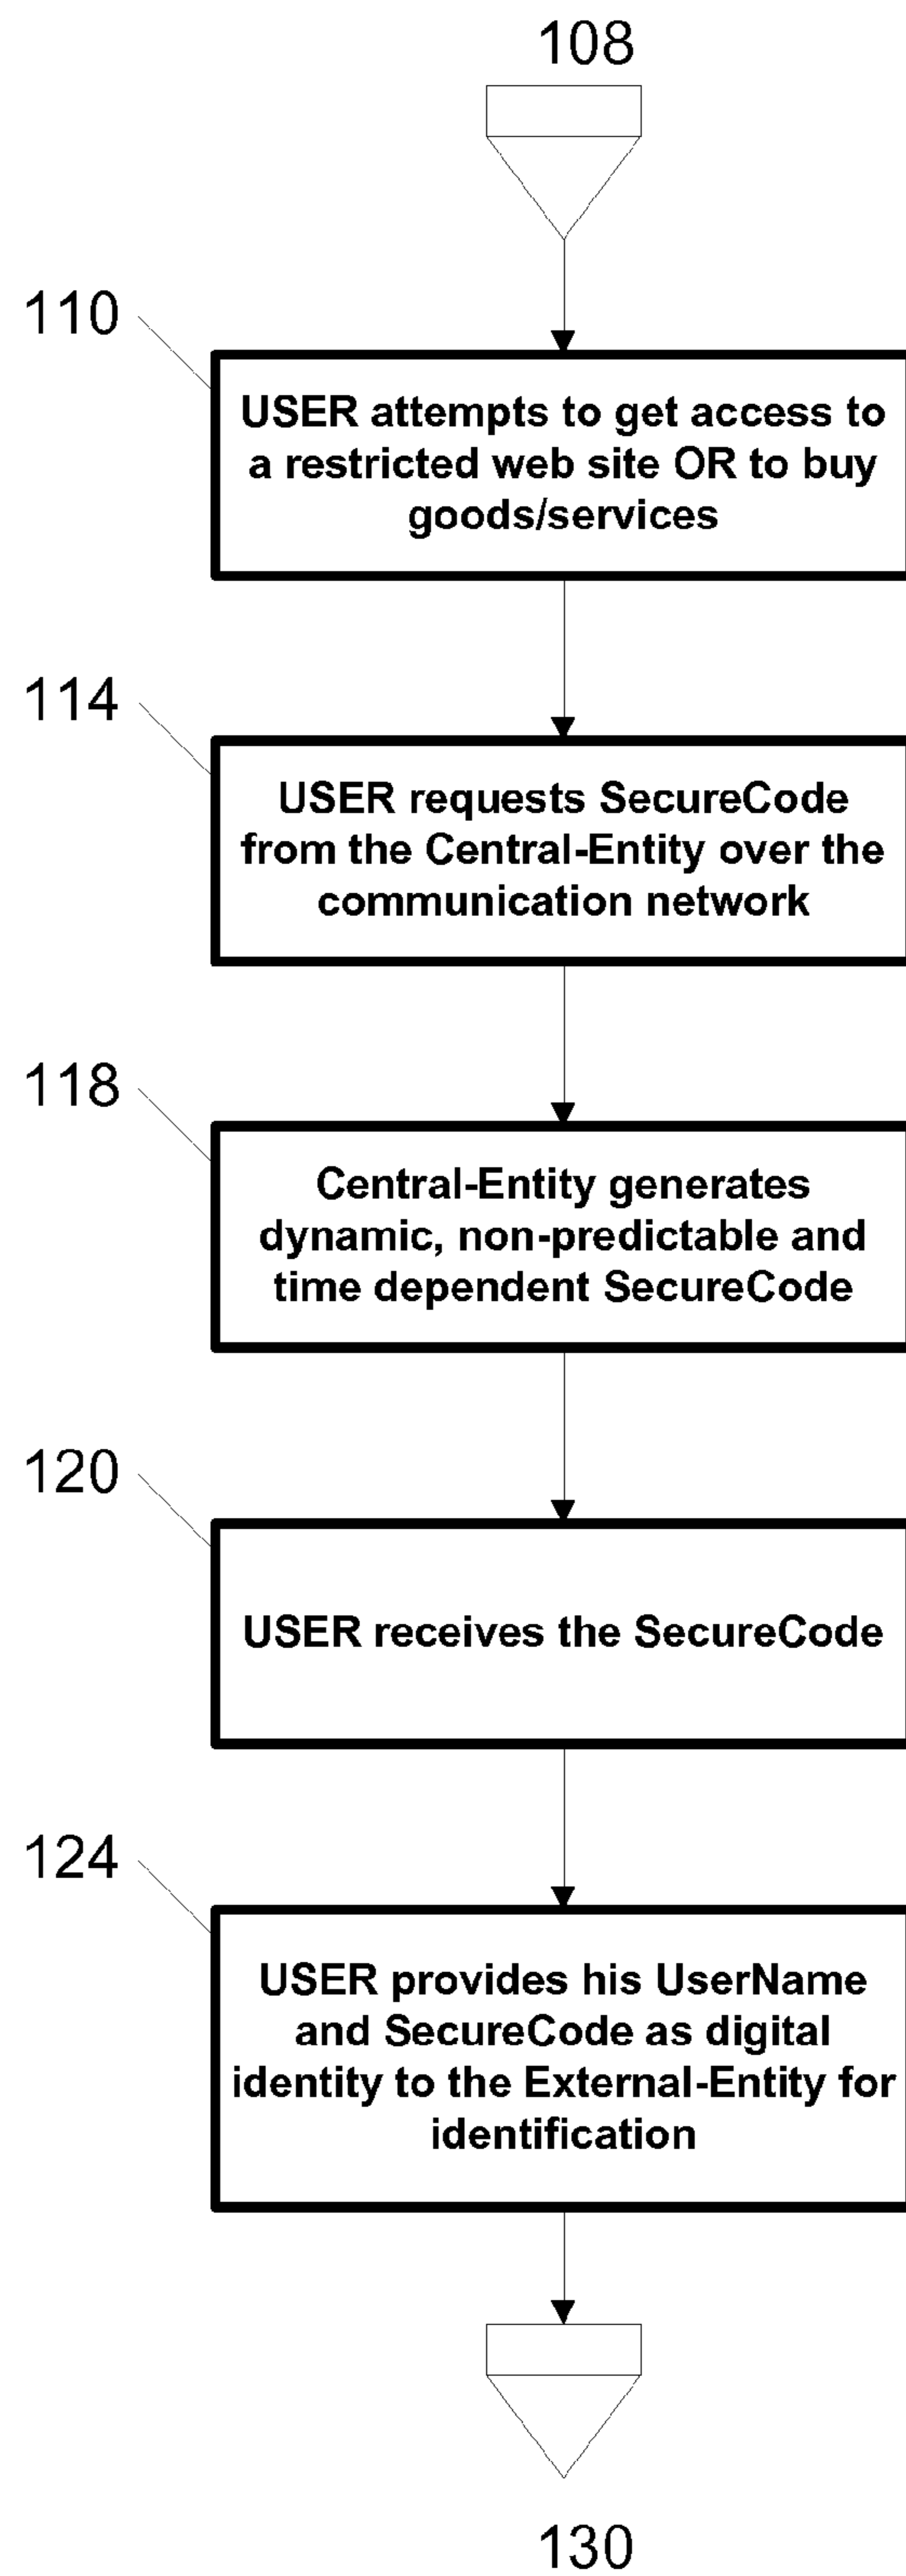 108
110
USER attempts to get access to
a restricted web site OR to buy
goods/services
114
USER requests SecureCode
from the Central-Entity over the
communication network
118
Central-Entity generates
dynamic, non-predictable and
time dependent SecureCode
120
USER receives the SecureCode
124
USER provides his UserName
and SecureCode as digital
identity to the External-Entity for
identification
130